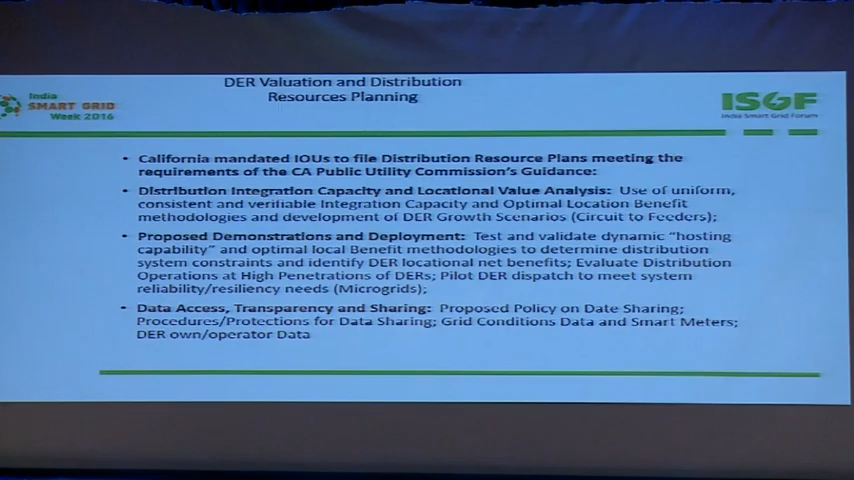 DER Valuation and Distribution
Resources Planning
India
SMART GRID
Week 2016
ISGF
India Smart Grid Forum
• California mandated IOUs to file Distribution Resource Plans meeting the
requirements of the CA Public Utility Commission's Guidance:
• Distribution Integration Capacity and Locational Value Analysis: Use of uniform,
consistent and verifiable Integration Capacity and Optimal Location Benefit
methodologies and development of DER Growth Scenarios (Circuit to Feeders);
• Proposed Demonstrations and Deployment: Test and validate dynamic "hosting
capability" and optimal local Benefit methodologies to determine distribution
system constraints and identify DER locational net benefits; Evaluate Distribution
Operations at High Penetrations of DERs; Pilot DER dispatch to meet system
reliability/resiliency needs (Microgrids);
• Data Access, Transparency and Sharing: Proposed Policy on Date Sharing;
Procedures/Protections for Data Sharing; Grid Conditions Data and Smart Meters;
DER own/operator Data